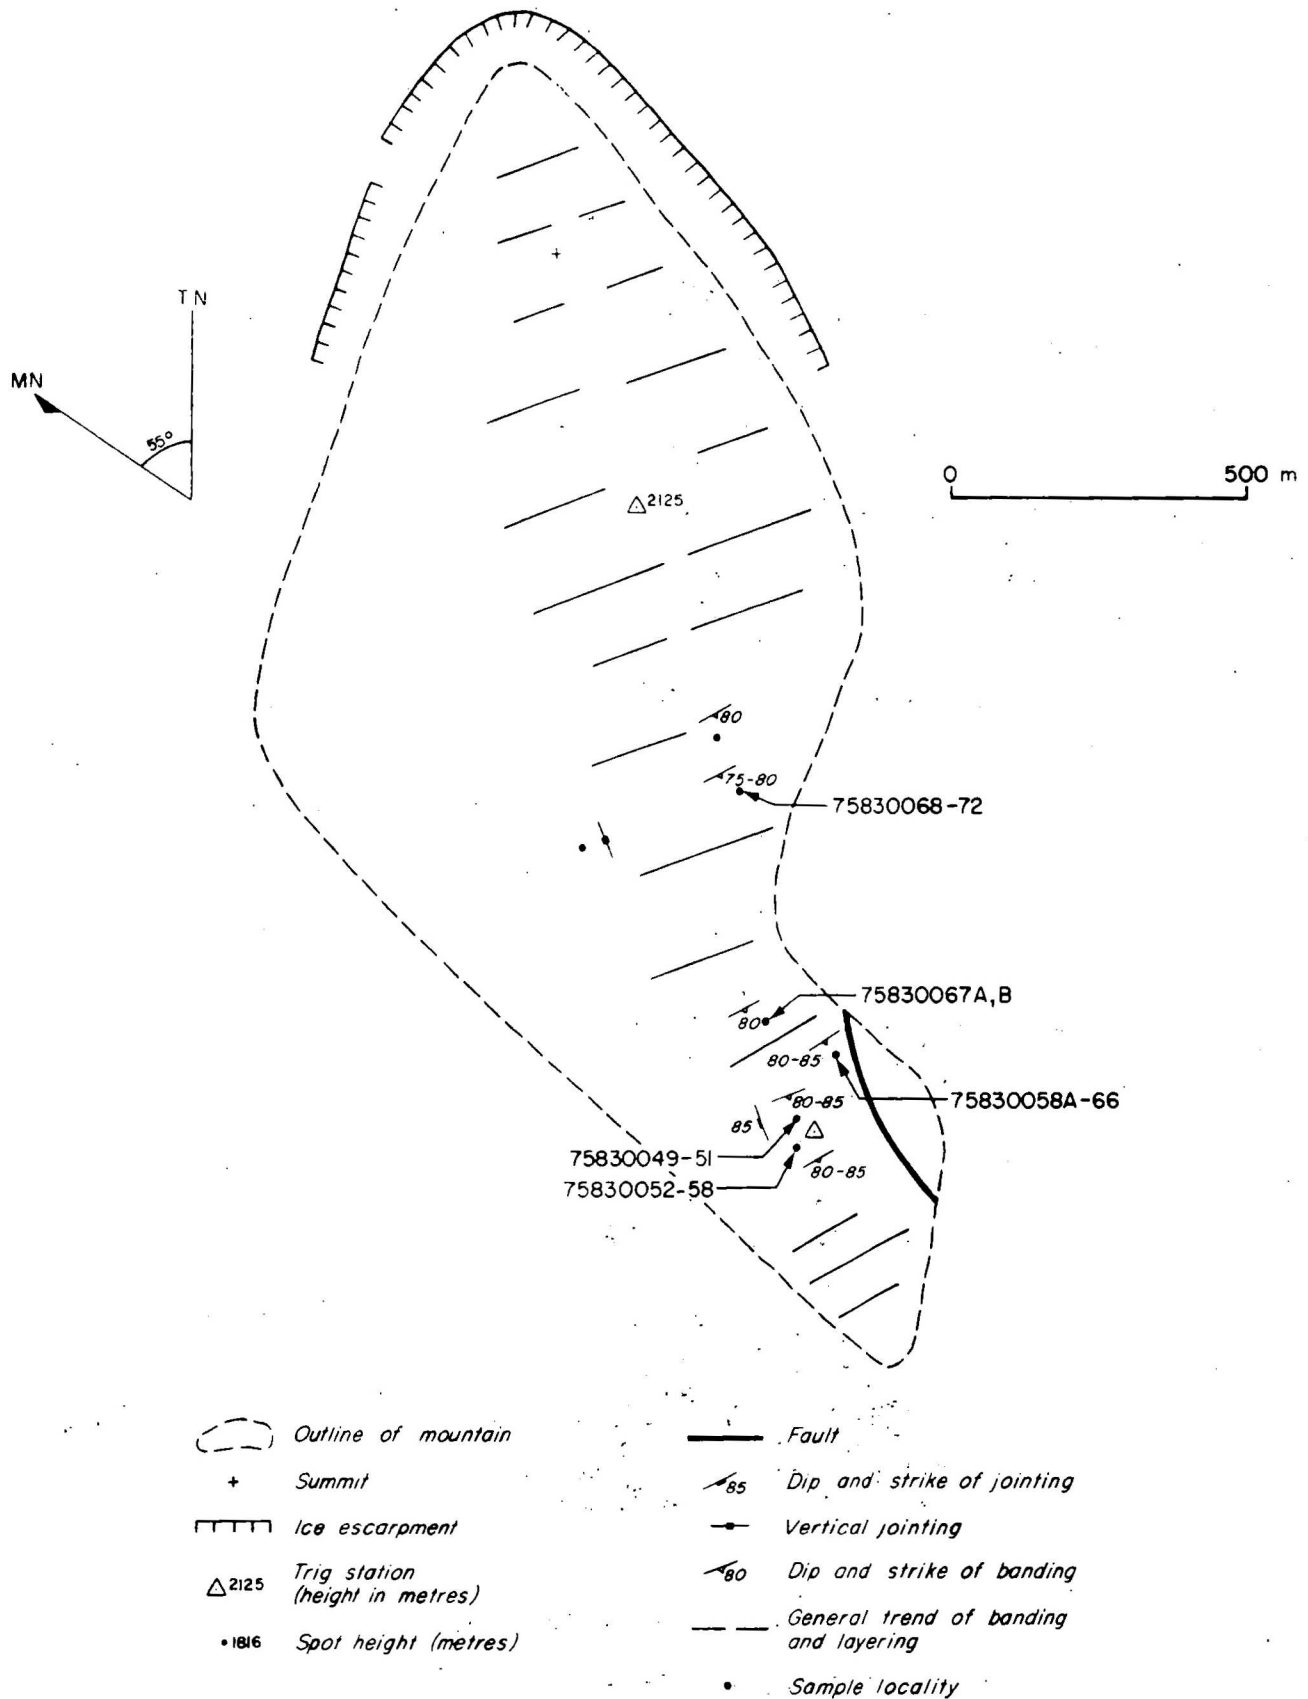 TN
MN
55°
0 500 m
2125
80
75-80
75830068-72
75830067A,B
80
80-85
75830058A-66
80-85
85
75830049-51
75830052-58
80-85
Outline of mountain
Summit
Ice escarpment
2125 Trig station
(height in metres)
•1816 Spot height (metres)
Fault
85 Dip and strike of jointing
Vertical jointing
80 Dip and strike of banding
General trend of banding
and layering
Sample locality